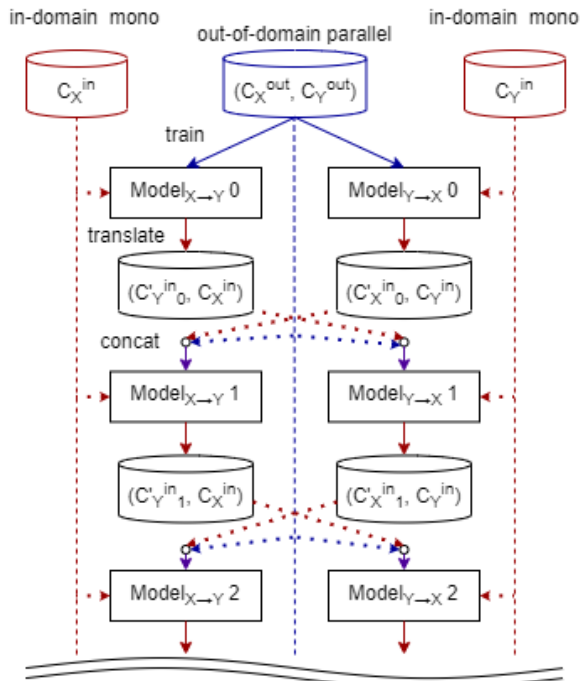 in-domain mono
out-of-domain parallel
in-domain mono
C_X^in
(C_X^out, C_Y^out)
C_Y^in
train
Model_X→Y 0
Model_Y→X 0
translate
(C'_Y^in_0, C_X^in)
(C'_X^in_0, C_Y^in)
concat
Model_X→Y 1
Model_Y→X 1
(C'_Y^in_1, C_X^in)
(C'_X^in_1, C_Y^in)
Model_X→Y 2
Model_Y→X 2